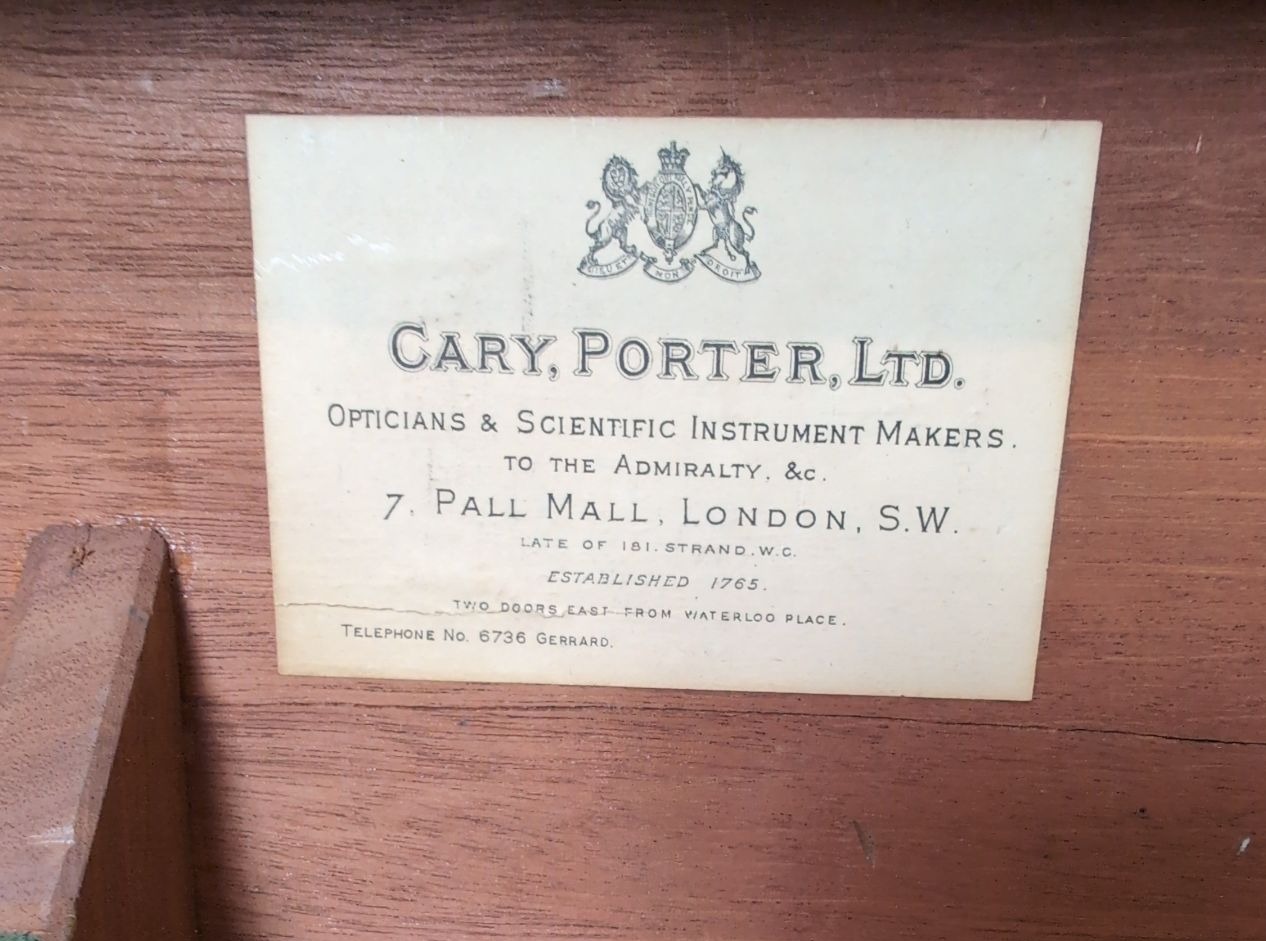 DIEU ET MON DROIT
CARY, PORTER, LTD.
OPTICIANS & SCIENTIFIC INSTRUMENT MAKERS.
TO THE ADMIRALTY, &c.
7, PALL MALL, LONDON, S.W.
LATE OF 181. STRAND. W.C.
ESTABLISHED 1765.
TWO DOORS EAST FROM WATERLOO PLACE.
TELEPHONE NO. 6736 GERRARD.